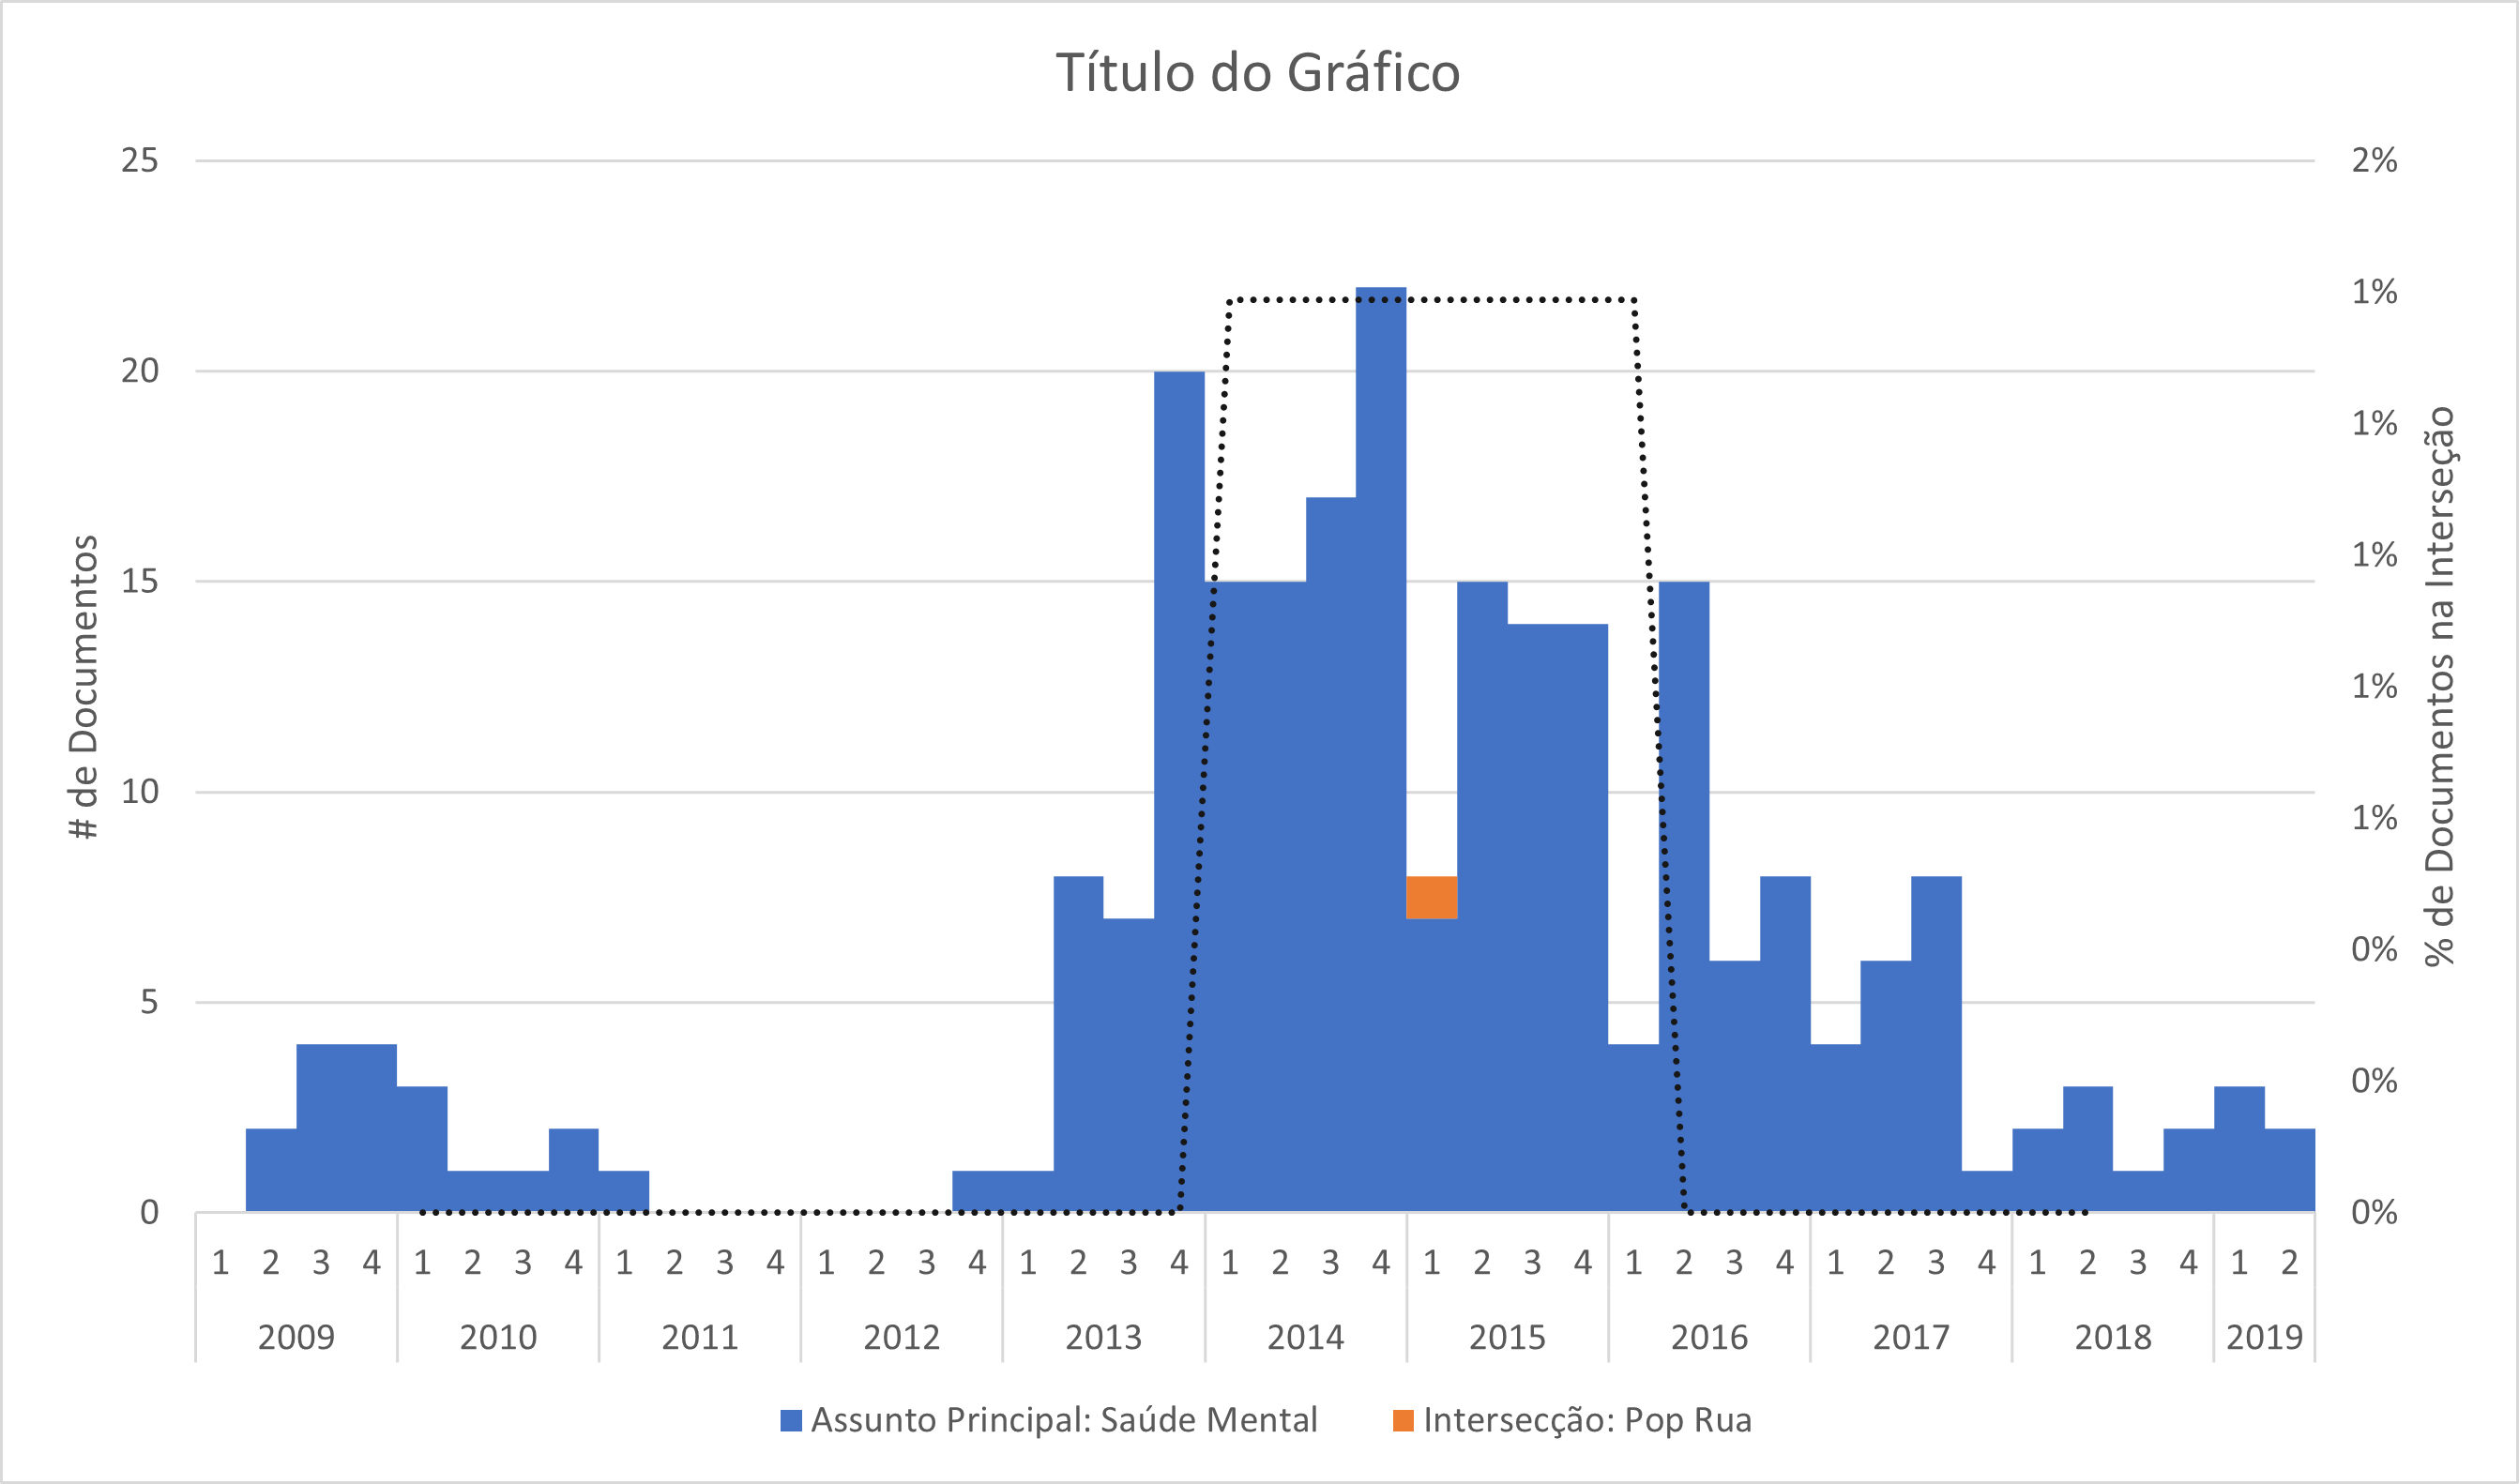 Título do Gráfico
25
20
15
10
5
0
# de Documentos
2%
1%
1%
1%
1%
1%
0%
0%
0%
% de Documentos na Interseção
1 2 3 4 1 2 3 4 1 2 3 4 1 2 3 4 1 2 3 4 1 2 3 4 1 2 3 4 1 2 3 4 1 2 3 4 1 2 3 4 1 2
2009 2010 2011 2012 2013 2014 2015 2016 2017 2018 2019
Assunto Principal: Saúde Mental Intersecção: Pop Rua